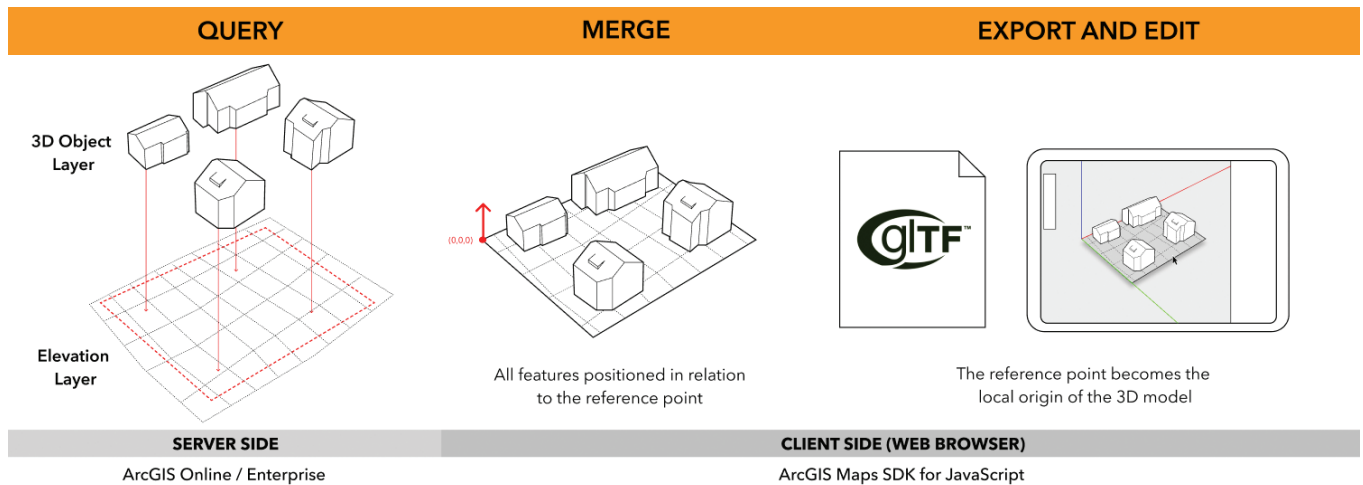 QUERY
MERGE
EXPORT AND EDIT
3D Object
Layer
Elevation
Layer
(0,0,0)
All features positioned in relation
to the reference point
glTF™
The reference point becomes the
local origin of the 3D model
SERVER SIDE
CLIENT SIDE (WEB BROWSER)
ArcGIS Online / Enterprise
ArcGIS Maps SDK for JavaScript